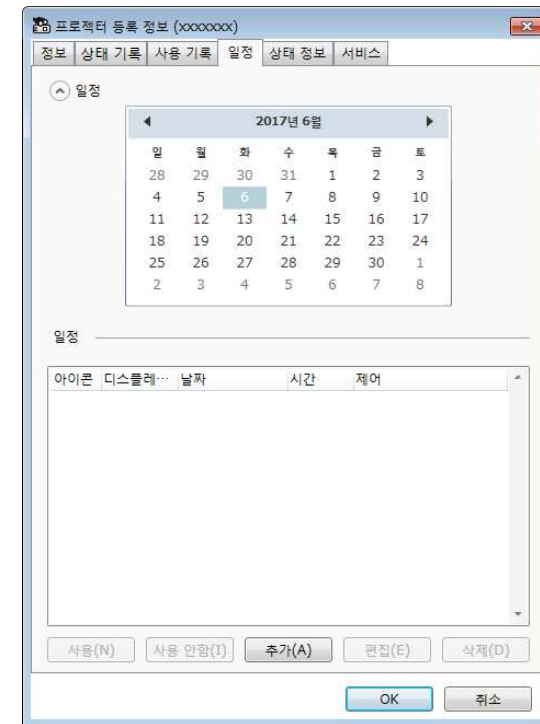 프로젝터 등록 정보 (xxxxxxx)
정보 상태 기록 사용 기록 일정 상태 정보 서비스
일정
2017년 6월
일 월 화 수 목 금 토
28 29 30 31 1 2 3
4 5 6 7 8 9 10
11 12 13 14 15 16 17
18 19 20 21 22 23 24
25 26 27 28 29 30 1
2 3 4 5 6 7 8
일정
아이콘 디스플레... 날짜 시간 제어
사용(N) 사용 안함(I) 추가(A) 편집(E) 삭제(D)
OK 취소